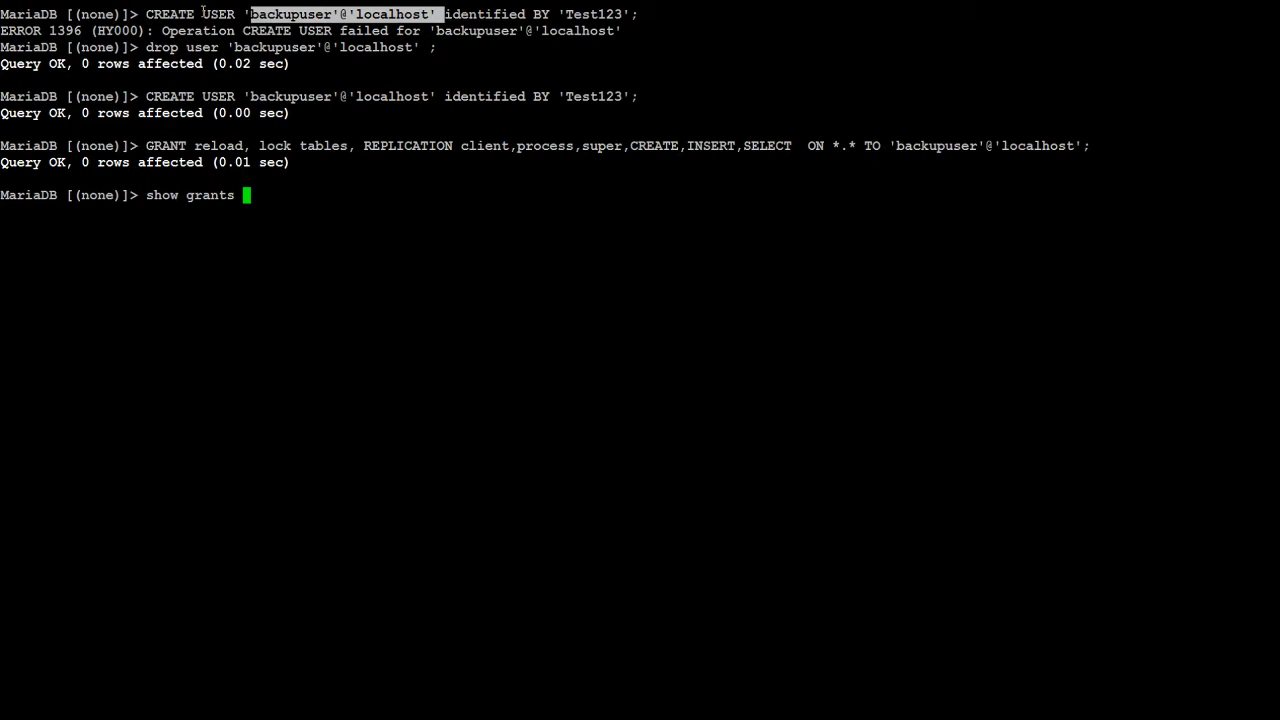 MariaDB [(none)]> CREATE USER 'backupuser'@'localhost' identified BY 'Test123';
ERROR 1396 (HY000): Operation CREATE USER failed for 'backupuser'@'localhost'
MariaDB [(none)]> drop user 'backupuser'@'localhost' ;
Query OK, 0 rows affected (0.02 sec)
MariaDB [(none)]> CREATE USER 'backupuser'@'localhost' identified BY 'Test123';
Query OK, 0 rows affected (0.00 sec)
MariaDB [(none)]> GRANT reload, lock tables, REPLICATION client,process,super,CREATE,INSERT,SELECT  ON *.* TO 'backupuser'@'localhost';
Query OK, 0 rows affected (0.01 sec)
MariaDB [(none)]> show grants